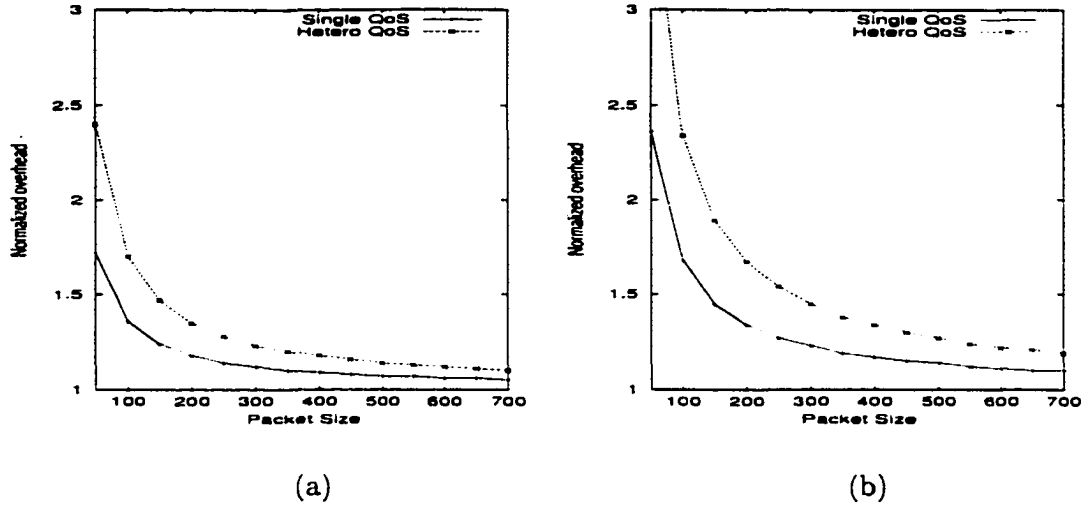 3
2.5
2
1.5
1
Normalized overhead
Single QoS
Hetero QoS
100 200 300 400 500 600 700
Packet Size
(a)
3
2.5
2
1.5
1
Normalized overhead
Single QoS
Hetero QoS
100 200 300 400 500 600 700
Packet Size
(b)